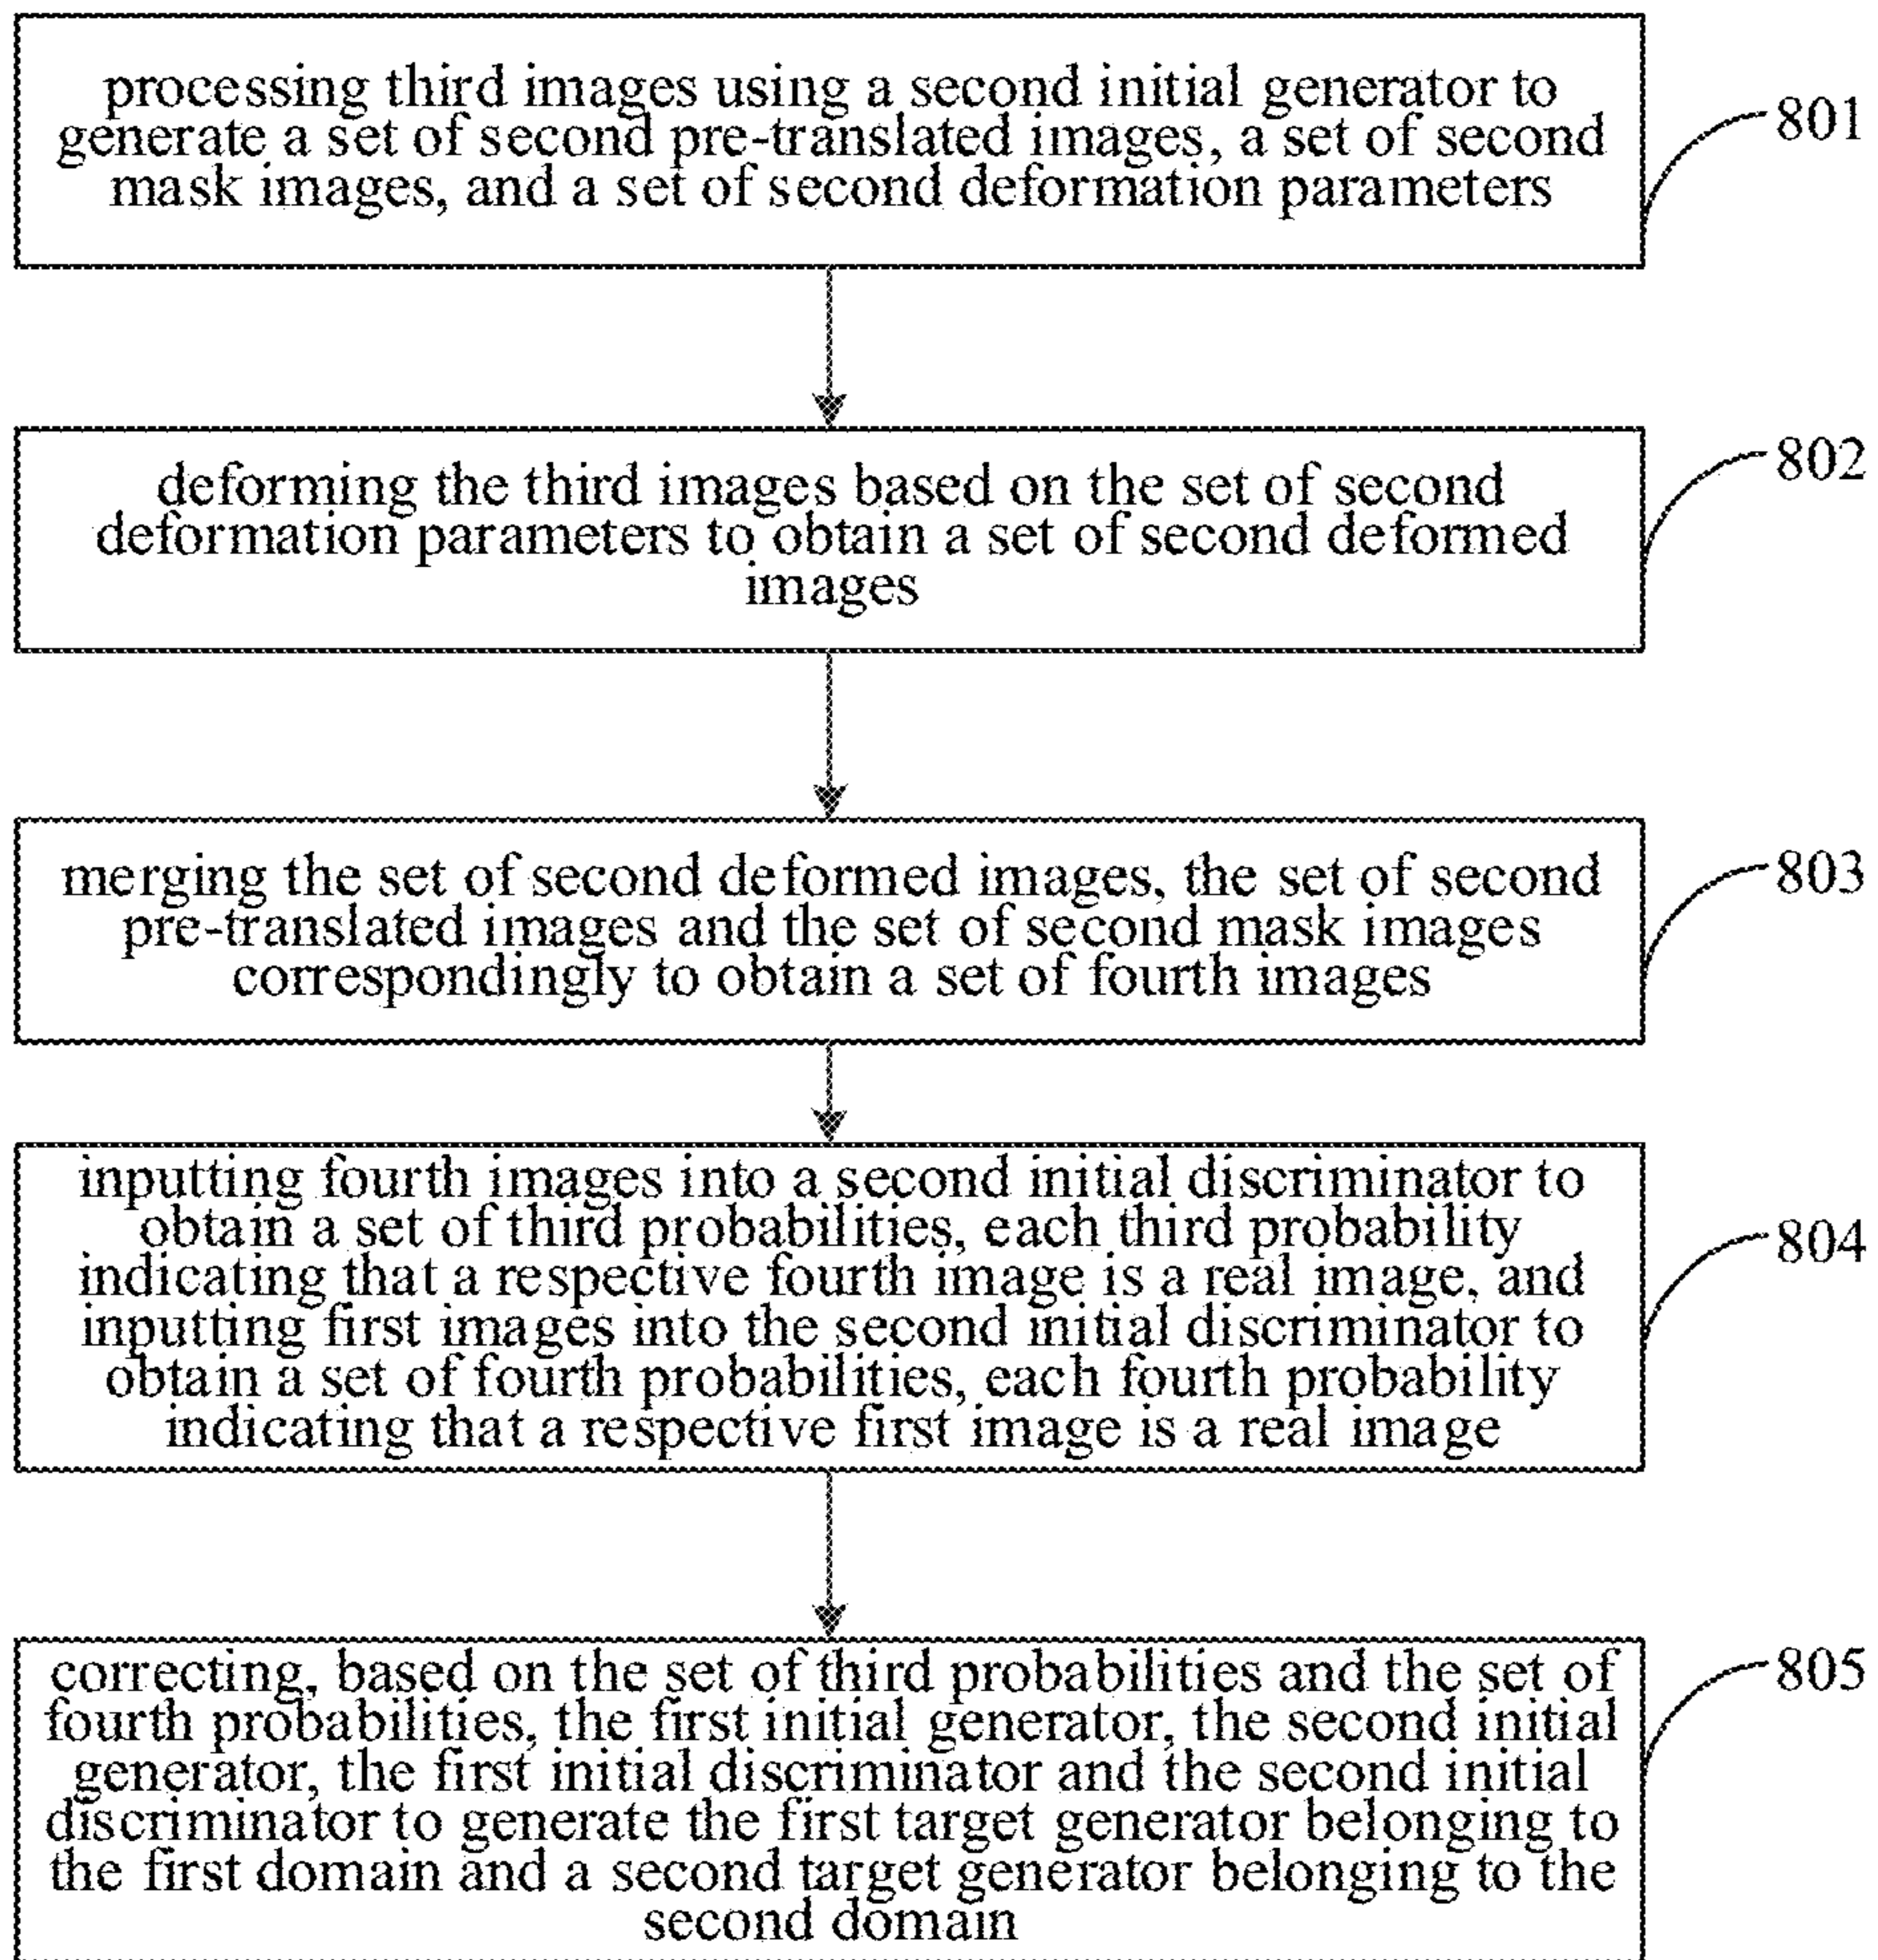 processing third images using a second initial generator to
generate a set of second pre-translated images, a set of second
mask images, and a set of second deformation parameters
801
deforming the third images based on the set of second
deformation parameters to obtain a set of second deformed
images
802
merging the set of second deformed images, the set of second
pre-translated images and the set of second mask images
correspondingly to obtain a set of fourth images
803
inputting fourth images into a second initial discriminator to
obtain a set of third probabilities, each third probability
indicating that a respective fourth image is a real image, and
inputting first images into the second initial discriminator to
obtain a set of fourth probabilities, each fourth probability
indicating that a respective first image is a real image
804
correcting, based on the set of third probabilities and the set of
fourth probabilities, the first initial generator, the second initial
generator, the first initial discriminator and the second initial
discriminator to generate the first target generator belonging to
the first domain and a second target generator belonging to the
second domain
805